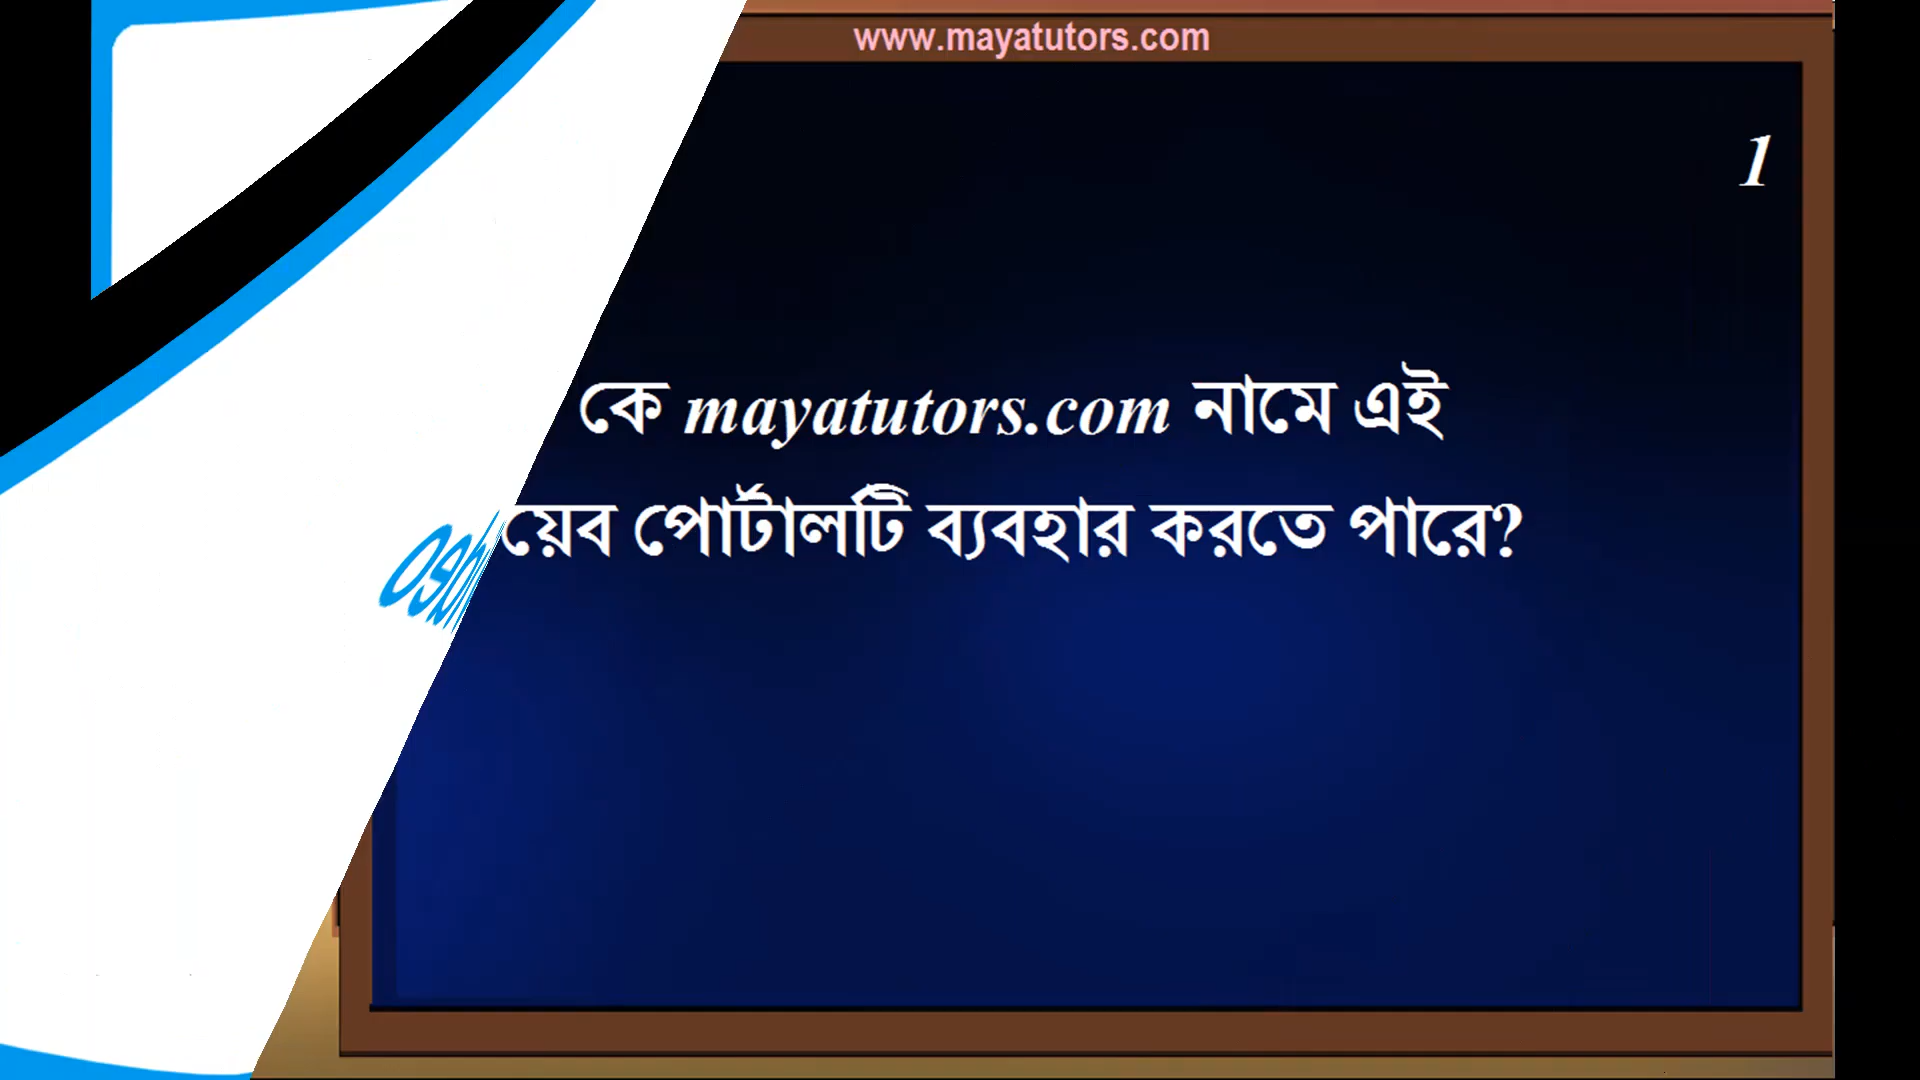 www.mayatutors.com
1
কে mayatutors.com নামে এই
য়েব পোর্টালটি ব্যবহার করতে পারে?